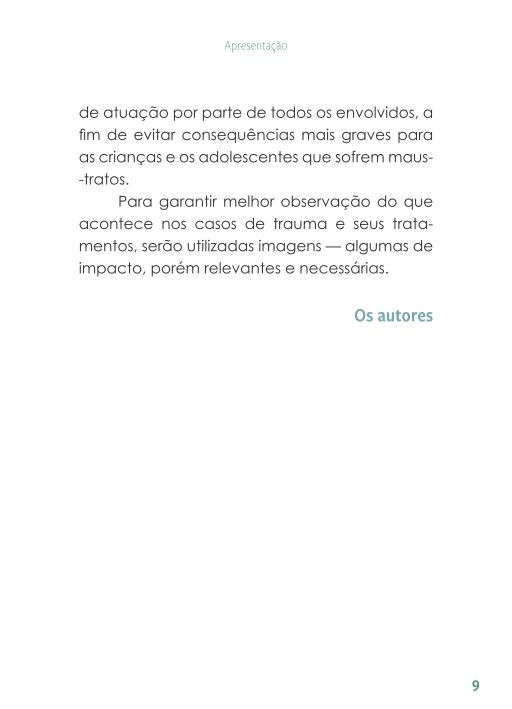 Apresentação
de atuação por parte de todos os envolvidos, a
fim de evitar consequências mais graves para
as crianças e os adolescentes que sofrem maus-
-tratos.
Para garantir melhor observação do que
acontece nos casos de trauma e seus trata-
mentos, serão utilizadas imagens — algumas de
impacto, porém relevantes e necessárias.
Os autores
9